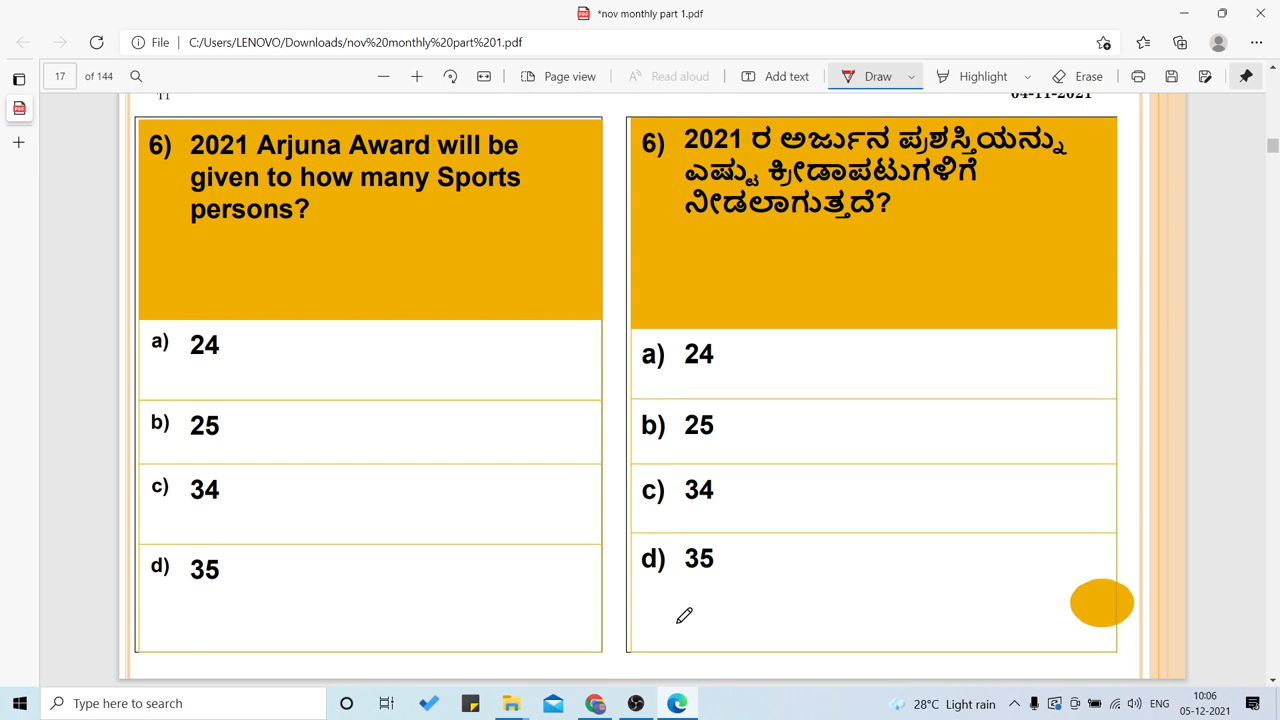 *nov monthly part 1.pdf
File | C:/Users/LENOVO/Downloads/nov%20monthly%20part%201.pdf
17 of 144 Page view Read aloud Add text Draw Highlight Erase
11 04-11-2021
6) 2021 Arjuna Award will be
given to how many Sports
persons?
a) 24
b) 25
c) 34
d) 35
6) 2021 ರ ಅರ್ಜುನ ಪ್ರಶಸ್ತಿಯನ್ನು
ಎಷ್ಟು ಕ್ರೀಡಾಪಟುಗಳಿಗೆ
ನೀಡಲಾಗುತ್ತದೆ?
a) 24
b) 25
c) 34
d) 35
Type here to search 28°C Light rain ENG 10:06
05-12-2021